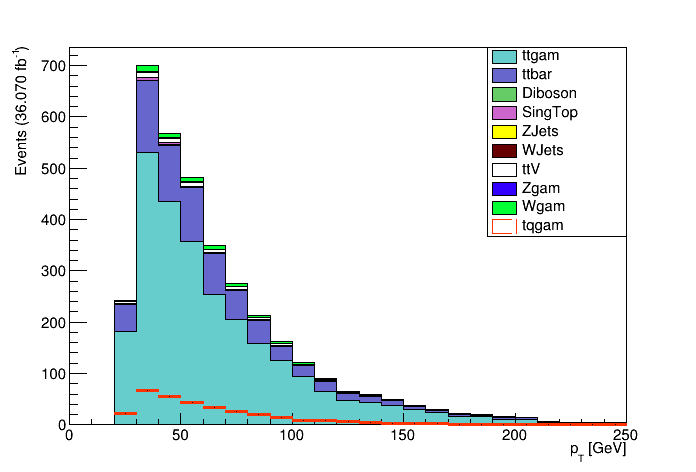 Events (36.070 fb⁻¹)
700
600
500
400
300
200
100
0
0
50
100
150
200
250
p_T [GeV]
ttgam
ttbar
Diboson
SingTop
ZJets
WJets
ttV
Zgam
Wgam
tqgam